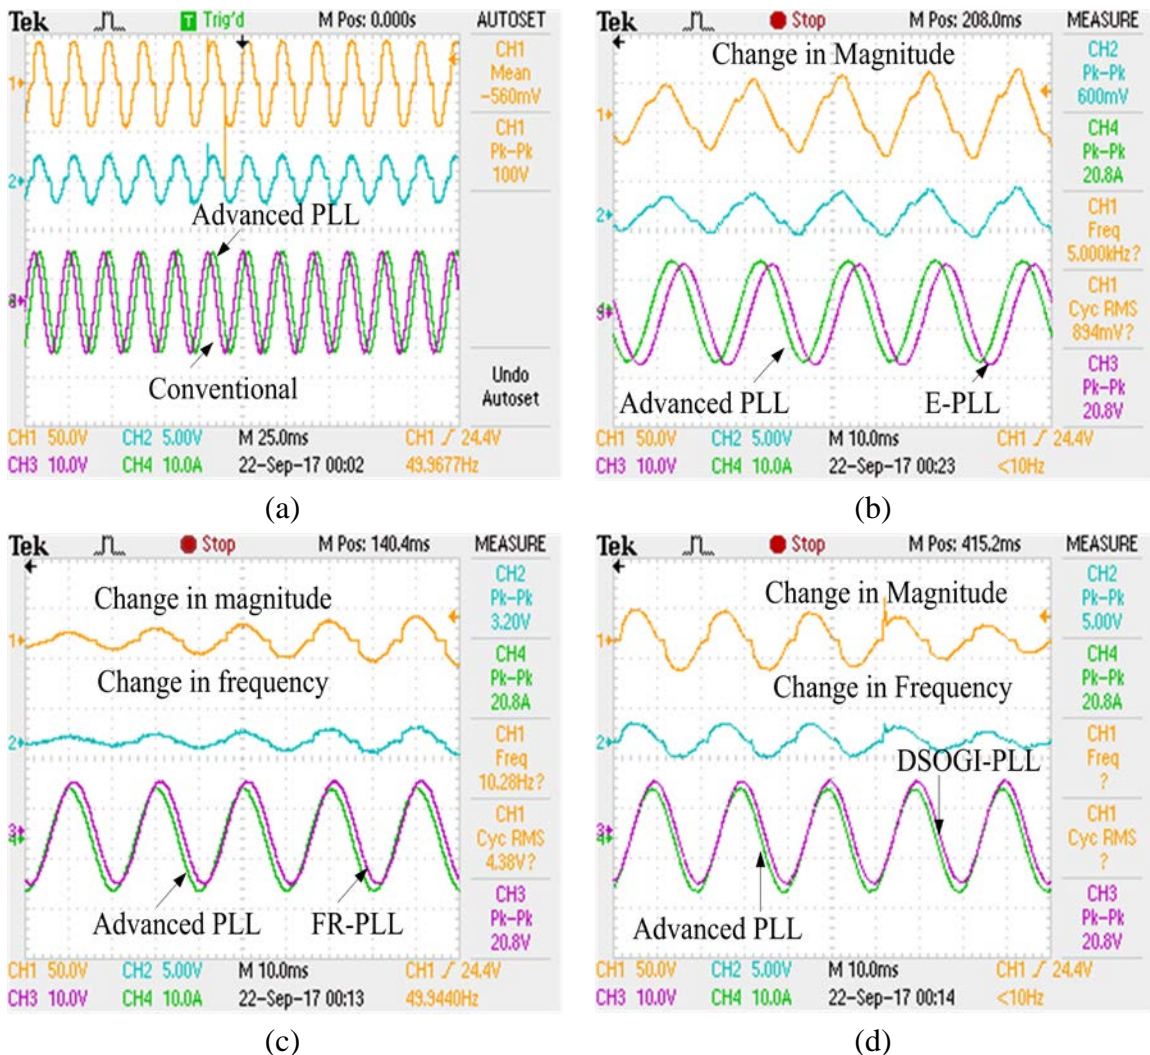 Tek Trig'd M Pos: 0.000s AUTOSET
CH1
Mean
-560mV
CH1
Pk-Pk
100V
1
2
Advanced PLL
Conventional
Undo
Autoset
CH1 50.0V CH2 5.00V M 25.0ms CH1 24.4V
CH3 10.0V CH4 10.0A 22-Sep-17 00:02 49.9677Hz
(a)
Tek Stop M Pos: 208.0ms MEASURE
Change in Magnitude
CH2
Pk-Pk
600mV
1
CH4
Pk-Pk
20.8A
2
CH1
Freq
5.000kHz?
CH1
Cyc RMS
894mV?
CH3
Pk-Pk
20.8V
Advanced PLL E-PLL
CH1 50.0V CH2 5.00V M 10.0ms CH1 24.4V
CH3 10.0V CH4 10.0A 22-Sep-17 00:23 <10Hz
(b)
Tek Stop M Pos: 140.4ms MEASURE
Change in magnitude
CH2
Pk-Pk
3.20V
1
Change in frequency
CH4
Pk-Pk
20.8A
2
CH1
Freq
10.28Hz?
CH1
Cyc RMS
4.38V?
CH3
Pk-Pk
20.8V
Advanced PLL FR-PLL
CH1 50.0V CH2 5.00V M 10.0ms CH1 24.4V
CH3 10.0V CH4 10.0A 22-Sep-17 00:13 49.9440Hz
(c)
Tek Stop M Pos: 415.2ms MEASURE
Change in Magnitude
CH2
Pk-Pk
5.00V
1
Change in Frequency
CH4
Pk-Pk
20.8A
2
DSOGI-PLL
CH1
Freq
?
CH1
Cyc RMS
?
CH3
Pk-Pk
20.8V
Advanced PLL
CH1 50.0V CH2 5.00V M 10.0ms CH1 24.4V
CH3 10.0V CH4 10.0A 22-Sep-17 00:14 <10Hz
(d)